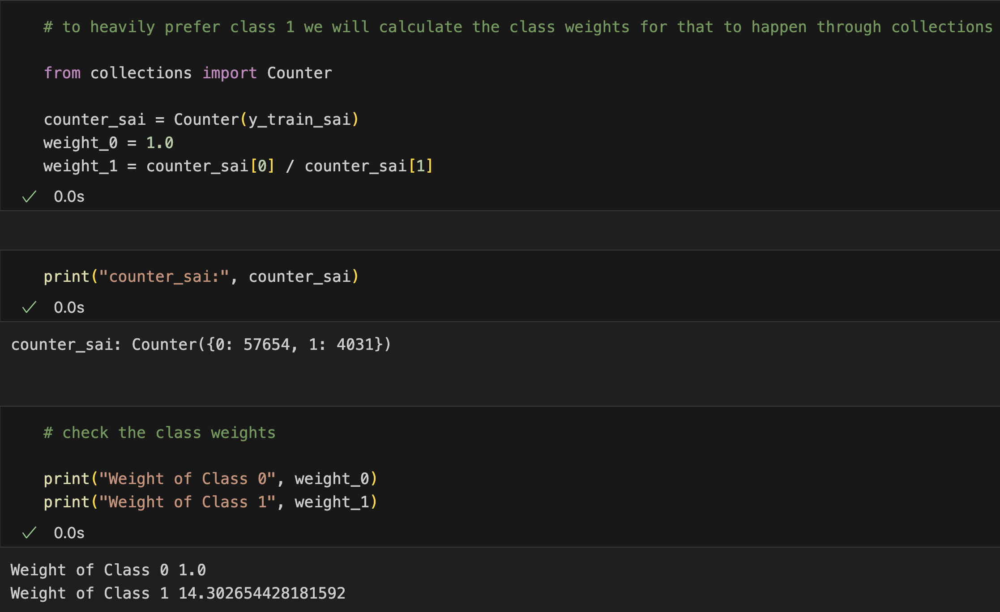 # to heavily prefer class 1 we will calculate the class weights for that to happen through collections
from collections import Counter
counter_sai = Counter(y_train_sai)
weight_0 = 1.0
weight_1 = counter_sai[0] / counter_sai[1]
0.0s
print("counter_sai:", counter_sai)
0.0s
counter_sai: Counter({0: 57654, 1: 4031})
# check the class weights
print("Weight of Class 0", weight_0)
print("Weight of Class 1", weight_1)
0.0s
Weight of Class 0 1.0
Weight of Class 1 14.302654428181592